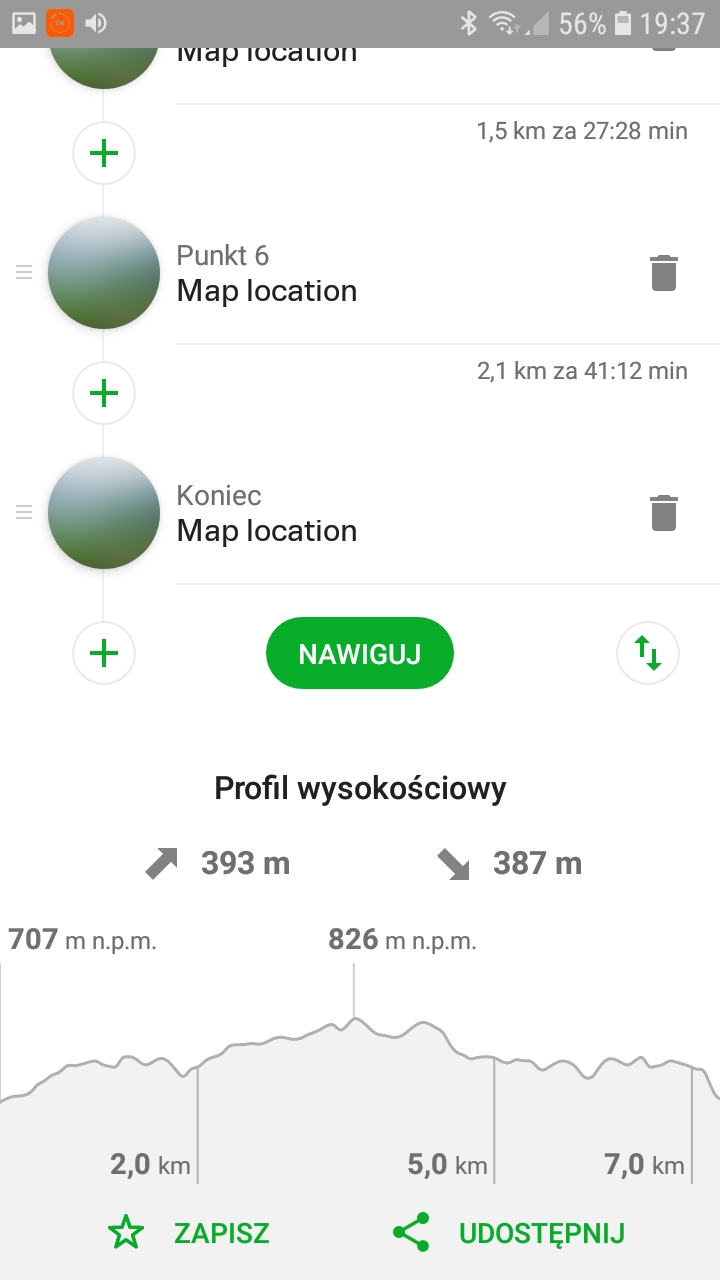 56% 19:37
Map location
1,5 km za 27:28 min
Punkt 6
Map location
2,1 km za 41:12 min
Koniec
Map location
NAWIGUJ
Profil wysokościowy
393 m 387 m
707 m n.p.m. 826 m n.p.m.
2,0 km 5,0 km 7,0 km
ZAPISZ UDOSTĘPNIJ